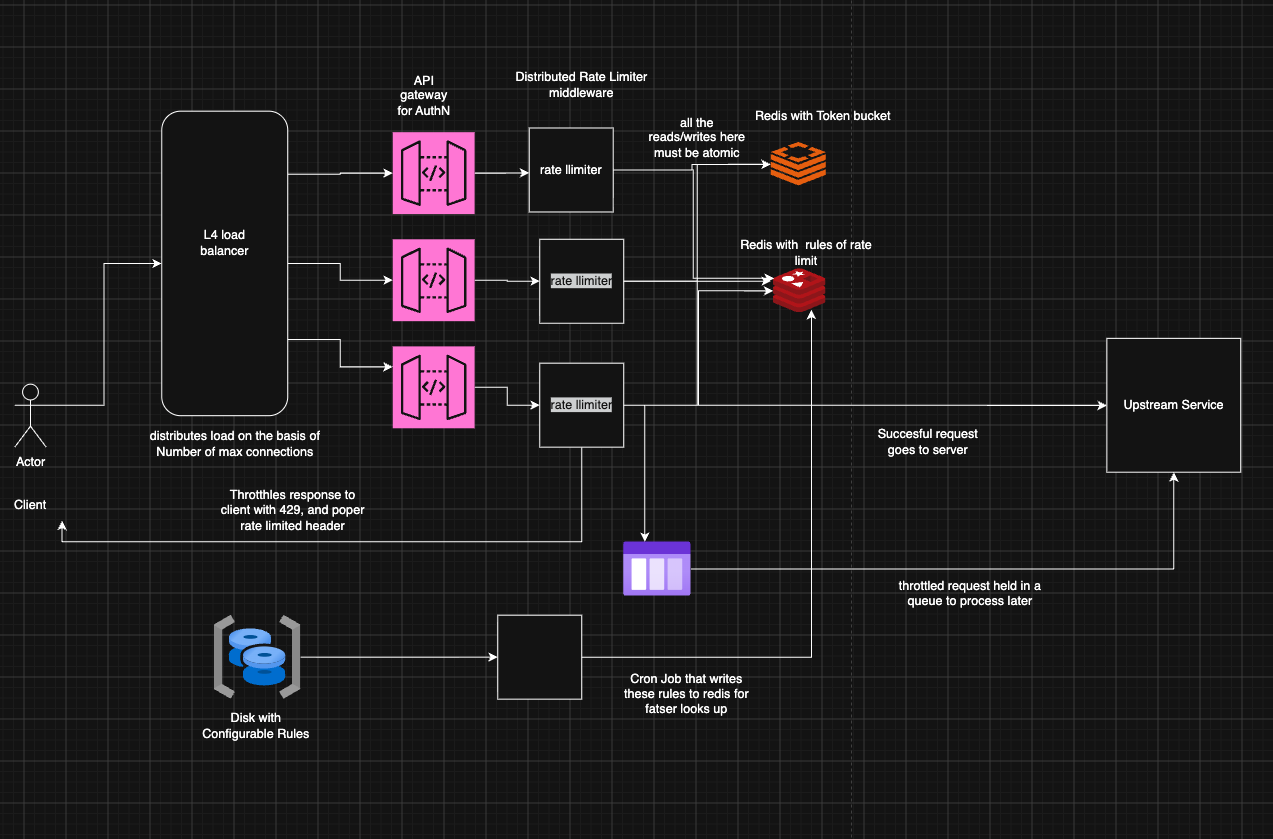 API
gateway
for AuthN
Distributed Rate Limiter
middleware
all the
reads/writes here
must be atomic
Redis with Token bucket
rate llimiter
L4 load
balancer
Redis with  rules of rate
limit
rate llimiter
rate llimiter
Upstream Service
distributes load on the basis of
Number of max connections
Succesful request
goes to server
Actor
Client
Throtthles response to
client with 429, and poper
rate limited header
throttled request held in a
queue to process later
Cron Job that writes
these rules to redis for
fatser looks up
Disk with
Configurable Rules